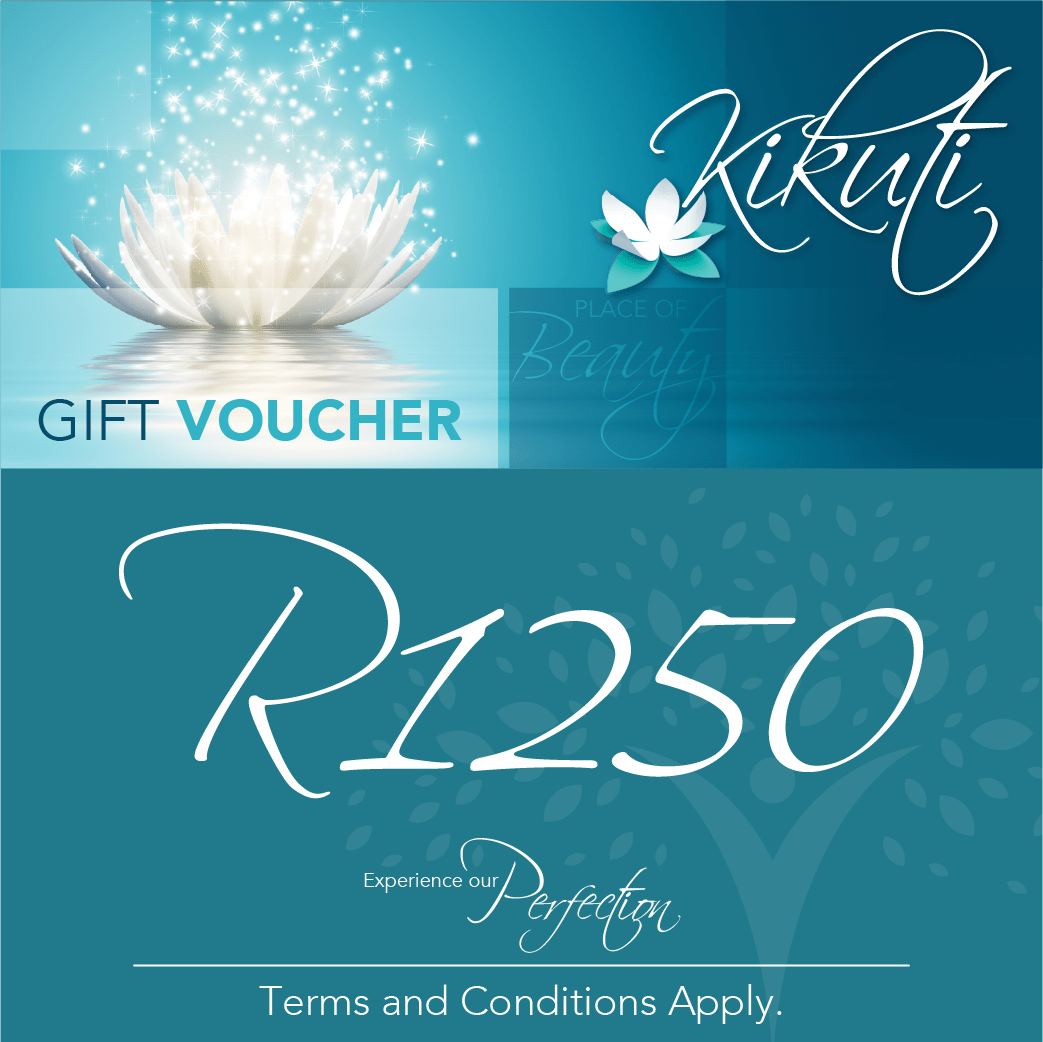 Kikuti
PLACE OF
Beauty
GIFT VOUCHER
R1250
Experience our Perfection
Terms and Conditions Apply.